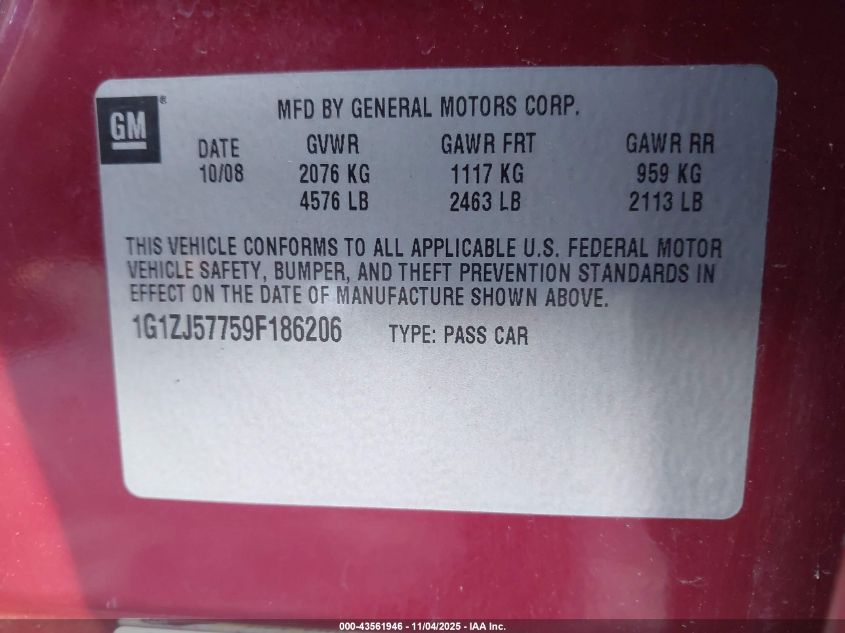 GM®
MFD BY GENERAL MOTORS CORP.
DATE GVWR GAWR FRT GAWR RR
10/08 2076 KG 1117 KG 959 KG
4576 LB 2463 LB 2113 LB
THIS VEHICLE CONFORMS TO ALL APPLICABLE U.S. FEDERAL MOTOR
VEHICLE SAFETY, BUMPER, AND THEFT PREVENTION STANDARDS IN
EFFECT ON THE DATE OF MANUFACTURE SHOWN ABOVE.
1G1ZJ57759F186206 TYPE: PASS CAR
000-43561946 - 11/04/2025 - IAA Inc.